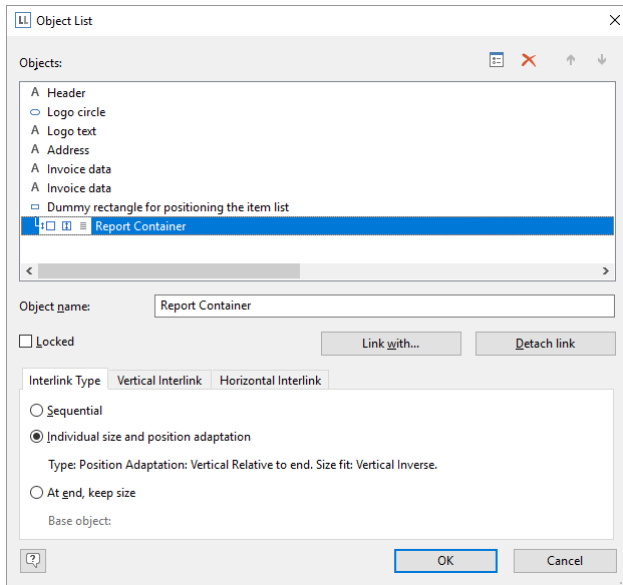 LL Object List
Objects:
A Header
Logo circle
A Logo text
A Address
A Invoice data
A Invoice data
Dummy rectangle for positioning the item list
Report Container
Object name: Report Container
Locked Link with... Detach link
Interlink Type Vertical Interlink Horizontal Interlink
Sequential
Individual size and position adaptation
Type: Position Adaptation: Vertical Relative to end. Size fit: Vertical Inverse.
At end, keep size
Base object:
? OK Cancel